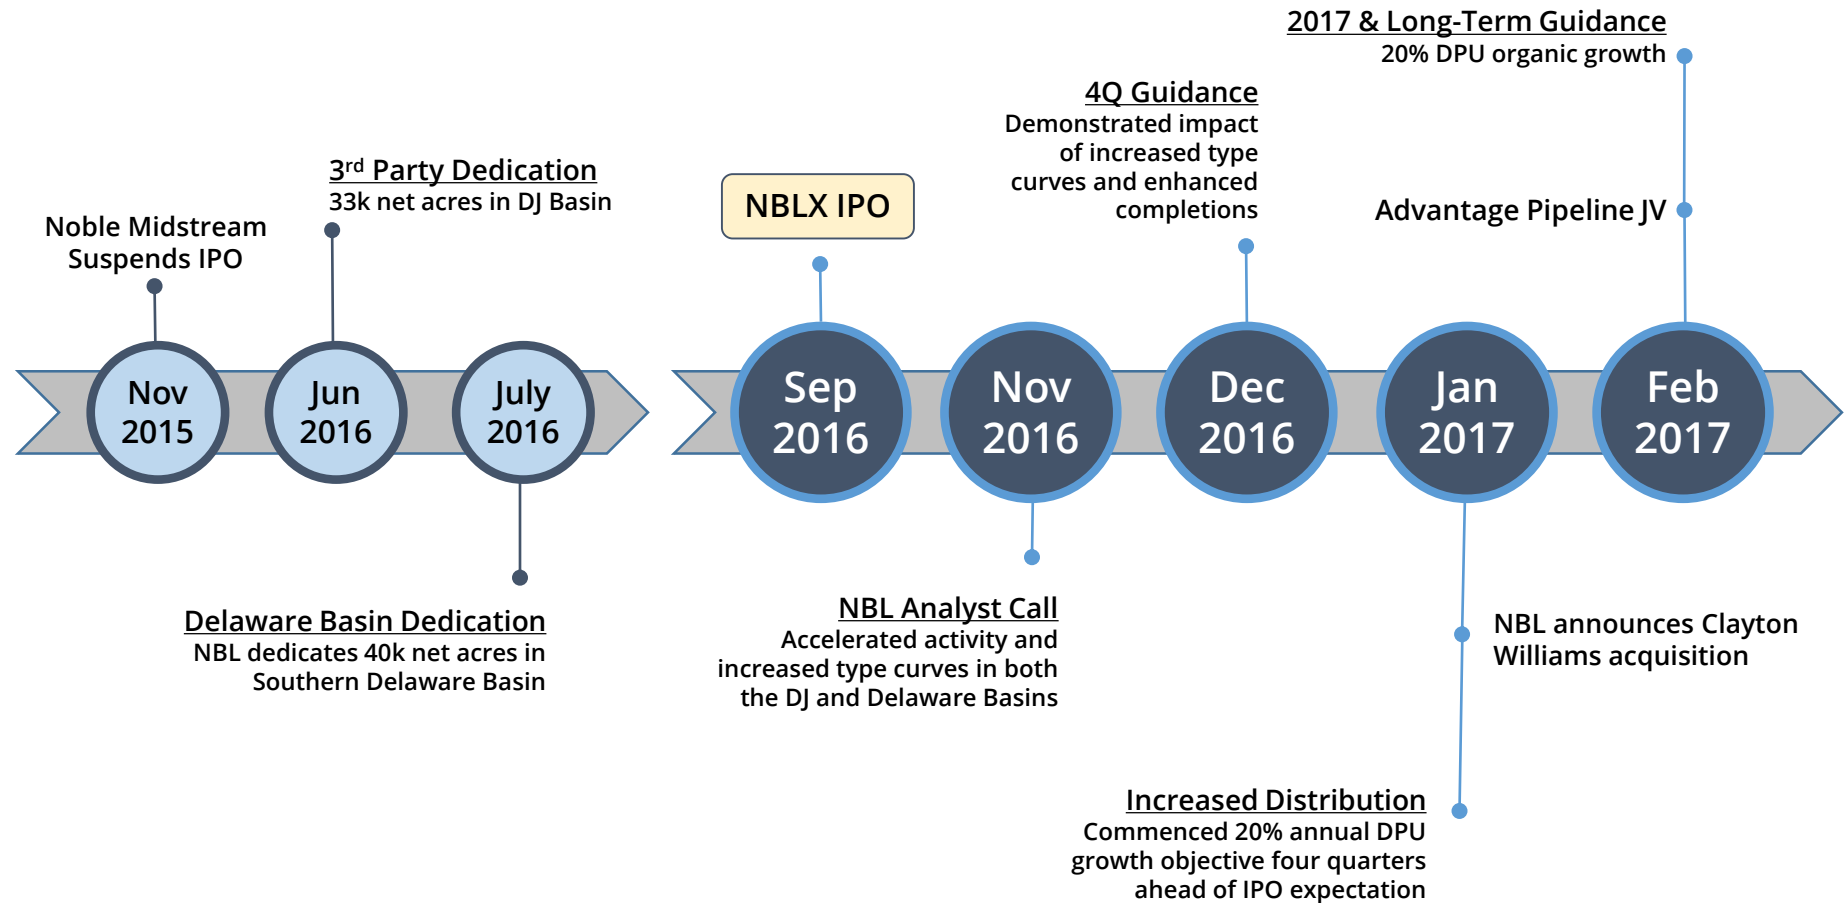 2017 & Long-Term Guidance
20% DPU organic growth
4Q Guidance
Demonstrated impact
of increased type
curves and enhanced
completions
3rd Party Dedication
33k net acres in DJ Basin
NBLX IPO
Advantage Pipeline JV
Noble Midstream
Suspends IPO
Nov
2015
Jun
2016
July
2016
Sep
2016
Nov
2016
Dec
2016
Jan
2017
Feb
2017
Delaware Basin Dedication
NBL dedicates 40k net acres in
Southern Delaware Basin
NBL Analyst Call
Accelerated activity and
increased type curves in both
the DJ and Delaware Basins
NBL announces Clayton
Williams acquisition
Increased Distribution
Commenced 20% annual DPU
growth objective four quarters
ahead of IPO expectation